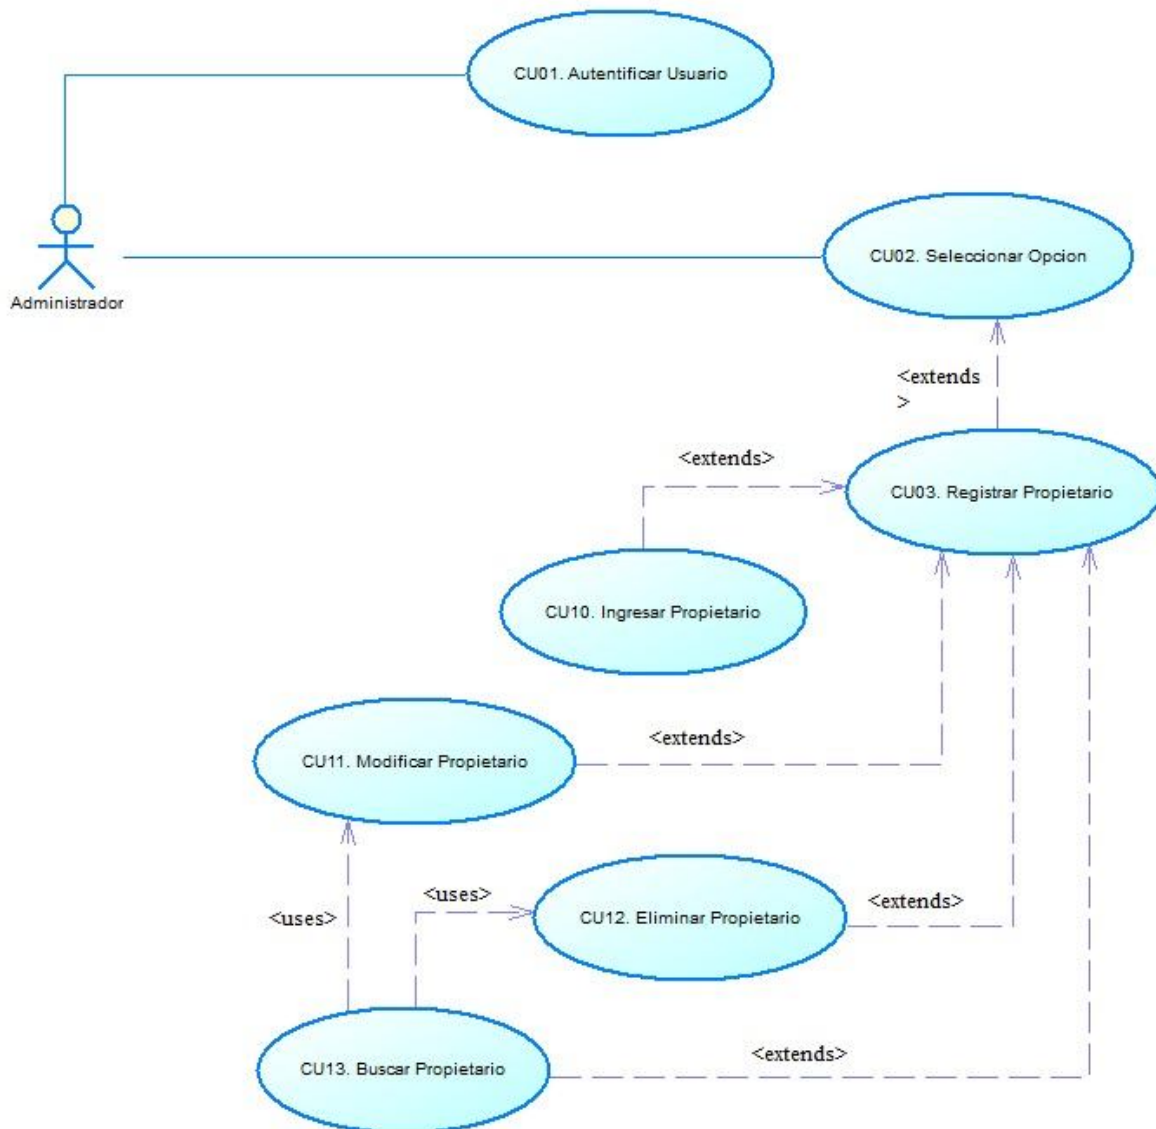 CU01. Autentificar Usuario
CU02. Seleccionar Opcion
Administrador
<extends
>
<extends>
CU03. Registrar Propietario
CU10. Ingresar Propietario
<extends>
CU11. Modificar Propietario
<uses>
<extends>
<uses>
CU12. Eliminar Propietario
<extends>
CU13. Buscar Propietario